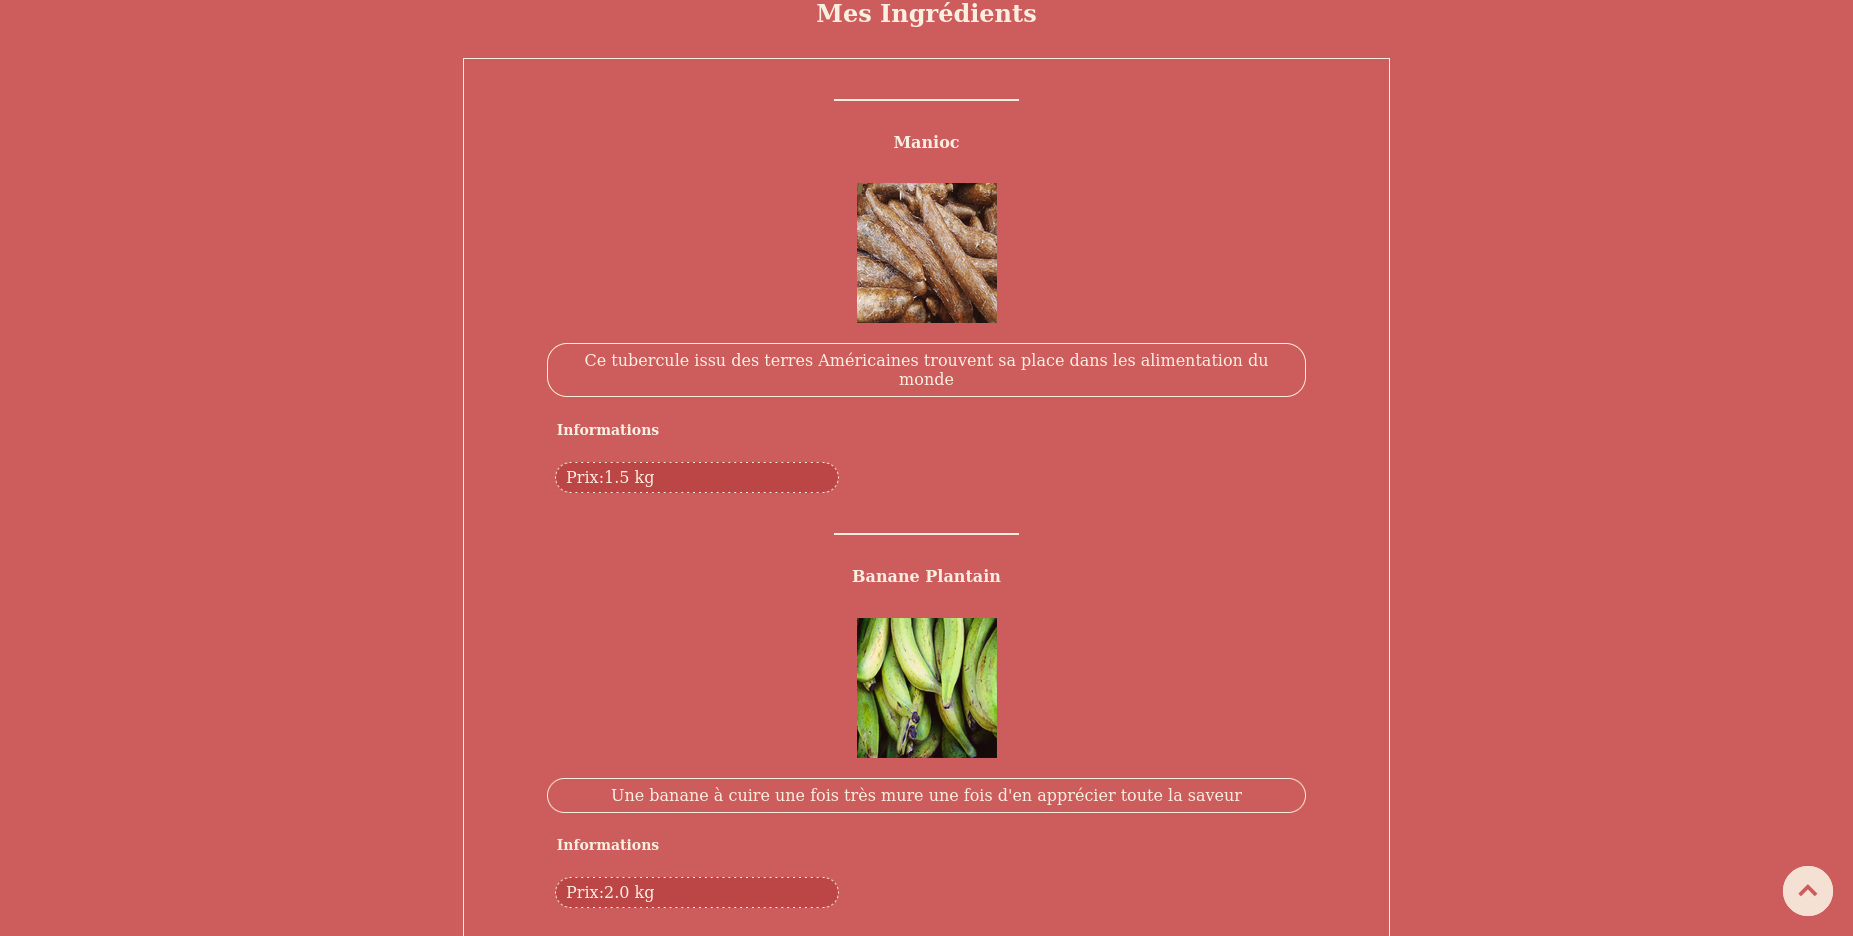 Mes Ingrédients
Manioc
Ce tubercule issu des terres Américaines trouvent sa place dans les alimentation du
monde
Informations
Prix:1.5 kg
Banane Plantain
Une banane à cuire une fois très mure une fois d'en apprécier toute la saveur
Informations
Prix:2.0 kg